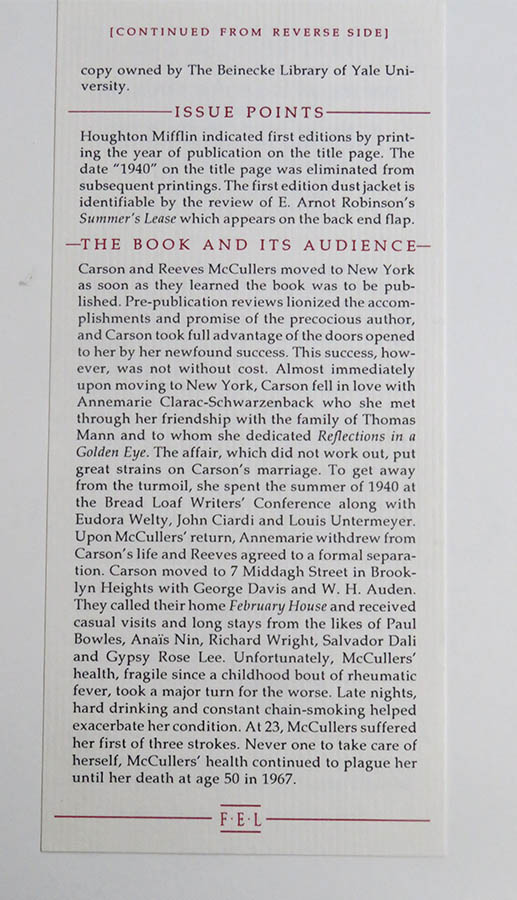 [CONTINUED FROM REVERSE SIDE]
copy owned by The Beinecke Library of Yale Uni-
versity.
ISSUE POINTS
Houghton Mifflin indicated first editions by print-
ing the year of publication on the title page. The
date "1940" on the title page was eliminated from
subsequent printings. The first edition dust jacket is
identifiable by the review of E. Arnot Robinson's
Summer's Lease which appears on the back end flap.
THE BOOK AND ITS AUDIENCE
Carson and Reeves McCullers moved to New York
as soon as they learned the book was to be pub-
lished. Pre-publication reviews lionized the accom-
plishments and promise of the precocious author,
and Carson took full advantage of the doors opened
to her by her newfound success. This success, how-
ever, was not without cost. Almost immediately
upon moving to New York, Carson fell in love with
Annemarie Clarac-Schwarzenback who she met
through her friendship with the family of Thomas
Mann and to whom she dedicated Reflections in a
Golden Eye. The affair, which did not work out, put
great strains on Carson's marriage. To get away
from the turmoil, she spent the summer of 1940 at
the Bread Loaf Writers' Conference along with
Eudora Welty, John Ciardi and Louis Untermeyer.
Upon McCullers' return, Annemarie withdrew from
Carson's life and Reeves agreed to a formal separa-
tion. Carson moved to 7 Middagh Street in Brook-
lyn Heights with George Davis and W. H. Auden.
They called their home February House and received
casual visits and long stays from the likes of Paul
Bowles, Anaïs Nin, Richard Wright, Salvador Dali
and Gypsy Rose Lee. Unfortunately, McCullers'
health, fragile since a childhood bout of rheumatic
fever, took a major turn for the worse. Late nights,
hard drinking and constant chain-smoking helped
exacerbate her condition. At 23, McCullers suffered
her first of three strokes. Never one to take care of
herself, McCullers' health continued to plague her
until her death at age 50 in 1967.
F·E·L